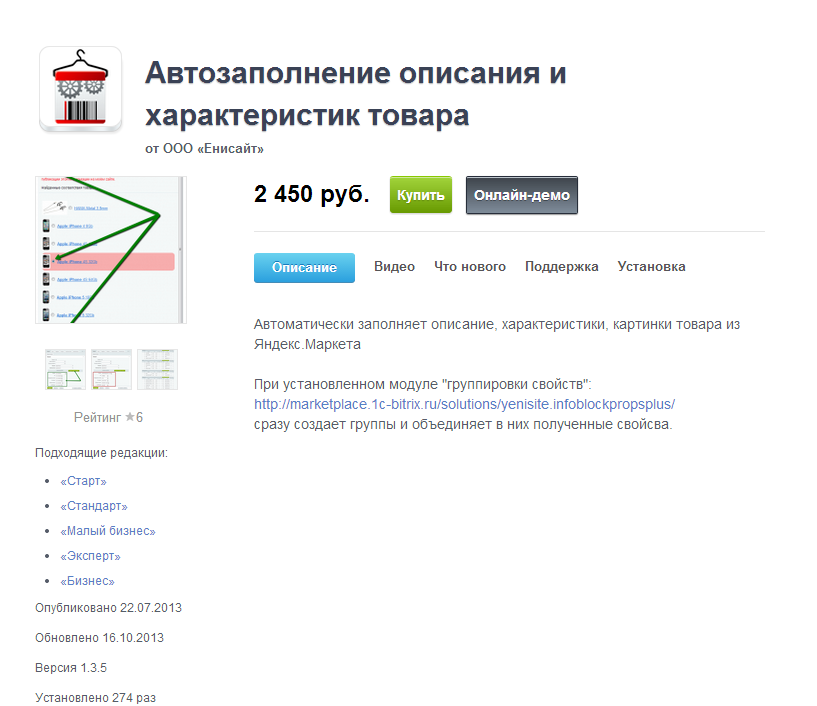 Автозаполнение описания и
характеристик товара
от ООО «Енисайт»
2 450 руб.
Купить
Онлайн-демо
Описание
Видео
Что нового
Поддержка
Установка
Автоматически заполняет описание, характеристики, картинки товара из
Яндекс.Маркета
При установленном модуле "группировки свойств":
http://marketplace.1c-bitrix.ru/solutions/yenisite.infoblockpropsplus/
сразу создает группы и объединяет в них полученные свойсва.
Рейтинг ★6
Подходящие редакции:
• «Старт»
• «Стандарт»
• «Малый бизнес»
• «Эксперт»
• «Бизнес»
Опубликовано 22.07.2013
Обновлено 16.10.2013
Версия 1.3.5
Установлено 274 раз